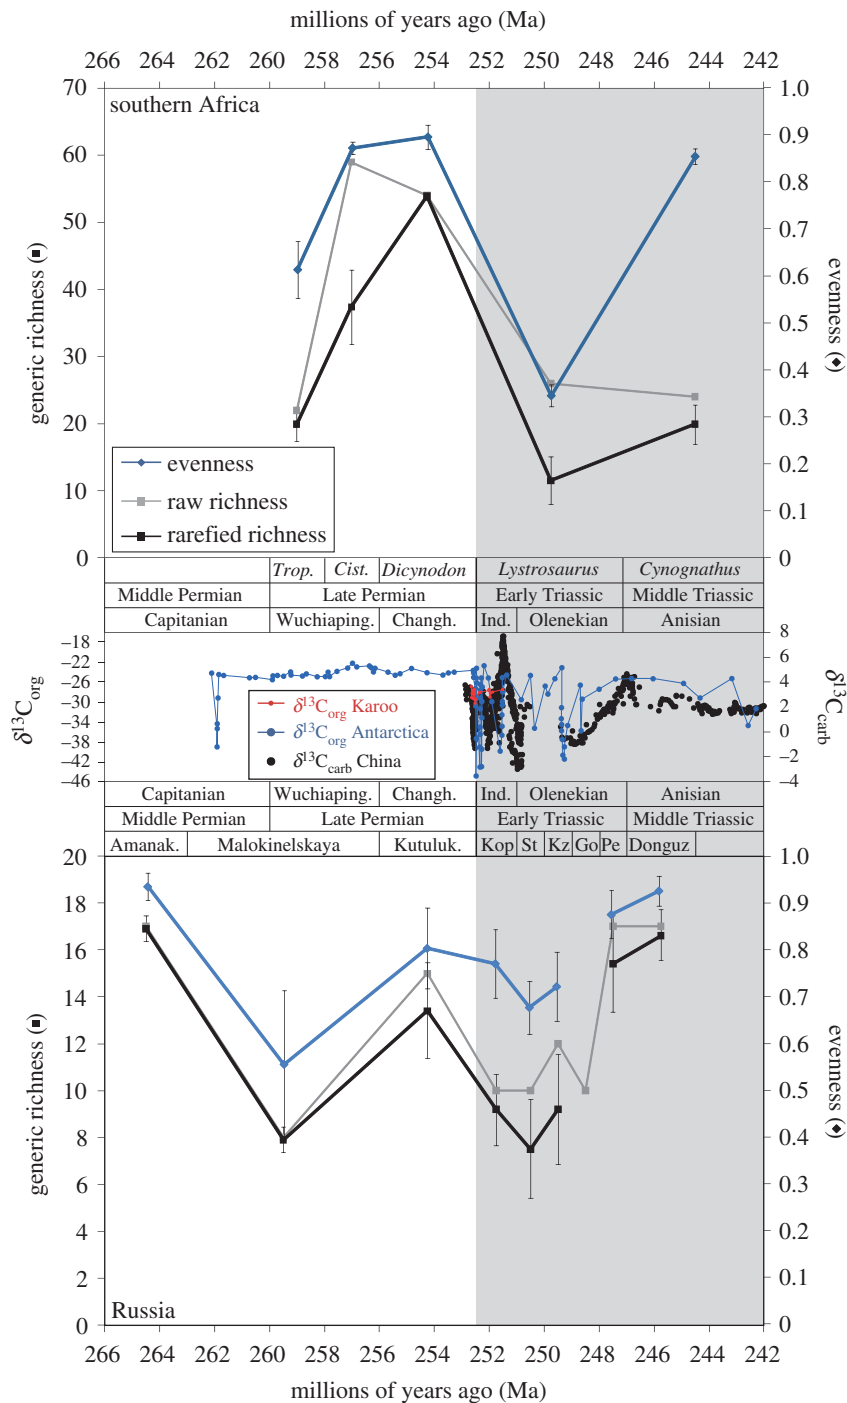 millions of years ago (Ma)
266 264 262 260 259 257 256 254 252 250 248 246 244 242
southern Africa
70
60
50
40
30
20
10
0
generic richness (■)
1.0
0.9
0.8
0.7
0.6
0.5
0.4
0.3
0.2
0.1
0
evenness (◆)
evenness
raw richness
rarefied richness
Trop. Cist. Dicynodon Lystrosaurus Cynognathus
Middle Permian Late Permian Early Triassic Middle Triassic
Capitanian Wuchiaping. Changh. Ind. Olenekian Anisian
−18
−22
−26
−30
−34
−38
−42
−46
δ¹³C_org
8
6
4
2
0
−2
−4
δ¹³C_carb
δ¹³C_org Karoo
δ¹³C_org Antarctica
δ¹³C_carb China
Capitanian Wuchiaping. Changh. Ind. Olenekian Anisian
Middle Permian Late Permian Early Triassic Middle Triassic
Amanak. Malokinelskaya Kutuluk. Kop St Kz Go Pe Donguz
20
18
16
14
12
10
8
6
4
2
0
generic richness (■)
1.0
0.9
0.8
0.7
0.6
0.5
0.4
0.3
0.2
0.1
0
evenness (◆)
Russia
266 264 262 260 258 256 254 252 250 248 246 244 242
millions of years ago (Ma)